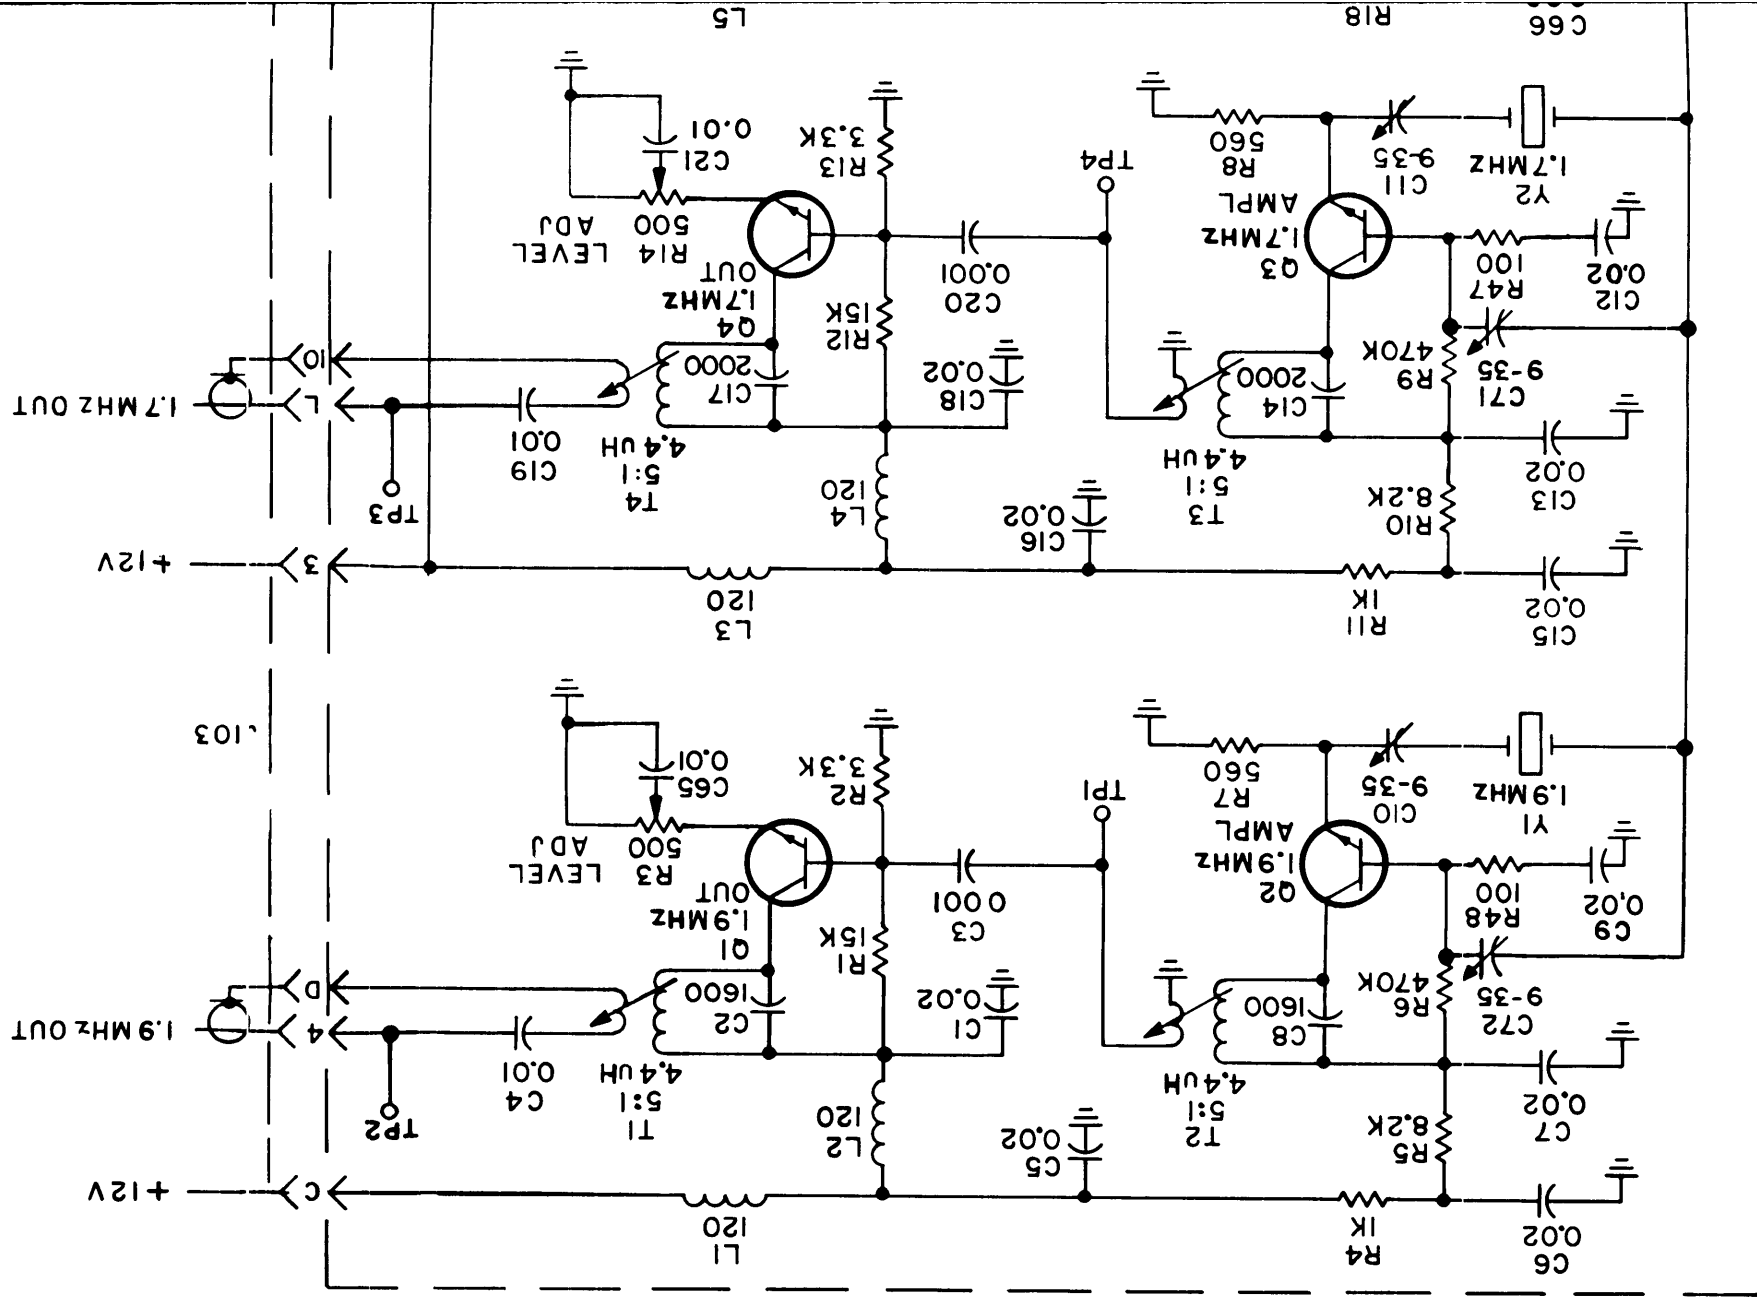 C6
0.02
R4
1K
L1
120
C
+12V
C7
0.02
R5
8.2K
T2
5:1
4.4uH
C5
0.02
L2
120
T1
5:1
4.4uH
C4
0.01
TP2
4
1.9MHz OUT
D
C72
9-35
R6
470K
C8
1600
C1
0.02
R1
15K
C2
1600
C9
0.02
R48
100
Q2
1.9MHz
AMPL
C3
0 001
Q1
1.9MHz
OUT
R3
500
LEVEL
ADJ
Y1
1.9MHz
C10
9-35
R7
560
TP1
R2
3.3K
C65
0.01
J103
C15
0.02
R11
1K
L3
120
3
+12V
C13
0.02
R10
8.2K
T3
5:1
4.4uH
C16
0.02
L4
120
T4
5:1
4.4uH
C19
0.01
TP3
L
1.7MHz OUT
10
C71
9-35
R9
470K
C14
2000
C18
0.02
R12
15K
C17
2000
C12
0.02
R47
100
Q3
1.7MHz
AMPL
C20
0.001
Q4
1.7MHz
OUT
R14
500
LEVEL
ADJ
Y2
1.7MHz
C11
9-35
R8
560
TP4
R13
3.3K
C21
0.01
C66
R18
L5